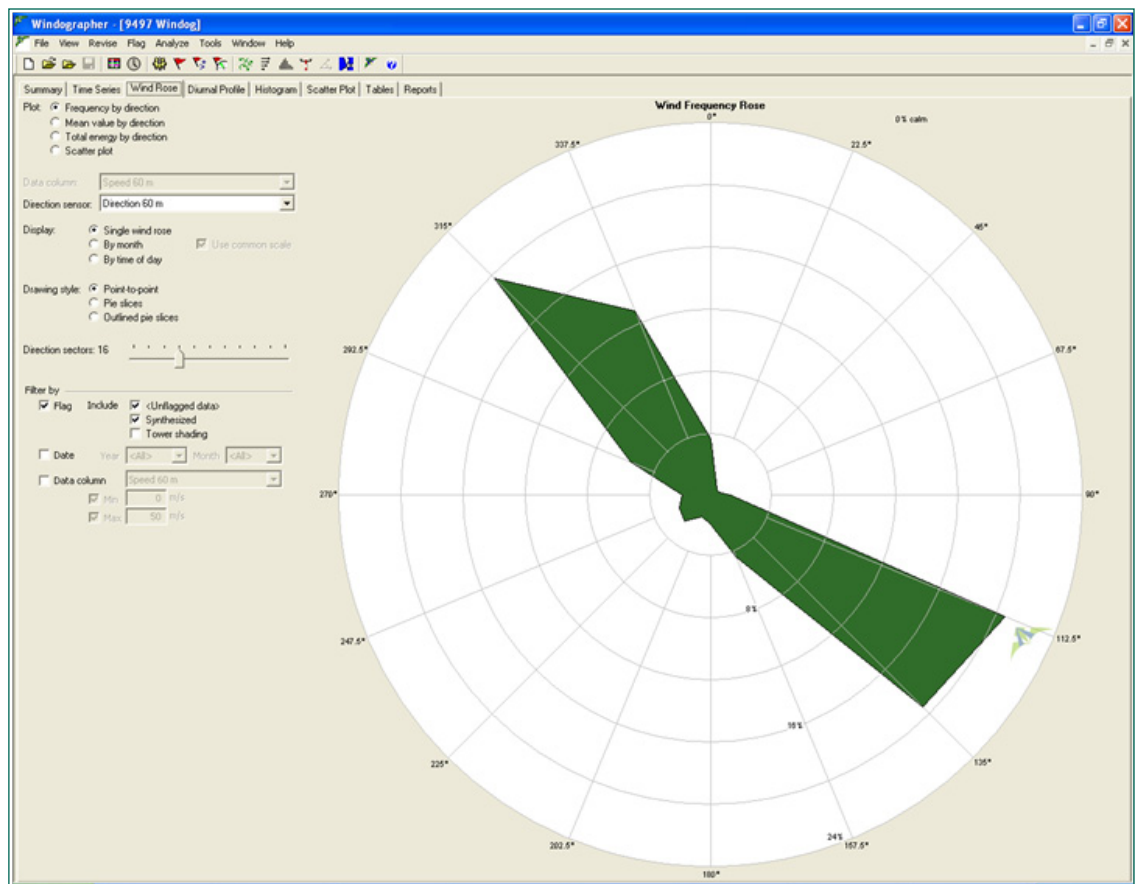 Windographer - [9497 Windog]
File View Revise Flag Analyze Tools Window Help
Summary Time Series Wind Rose Diurnal Profile Histogram Scatter Plot Tables Reports
Plot: Frequency by direction
Mean value by direction
Total energy by direction
Scatter plot
Data column: Speed 60 m
Direction sensor: Direction 60 m
Display: Single wind rose
By month Use common scale
By time of day
Drawing style: Point-to-point
Pie slices
Outlined pie slices
Direction sectors: 16
Filter by
Flag Include <Unflagged data>
Synthesized
Tower shading
Date Year <All> Month <All>
Data column Speed 60 m
Min 0 m/s
Max 50 m/s
Wind Frequency Rose
0°
0% calm
337.5°
22.5°
315°
45°
292.5°
67.5°
270°
90°
8%
247.5°
112.5°
16%
225°
135°
24%
202.5°
157.5°
180°